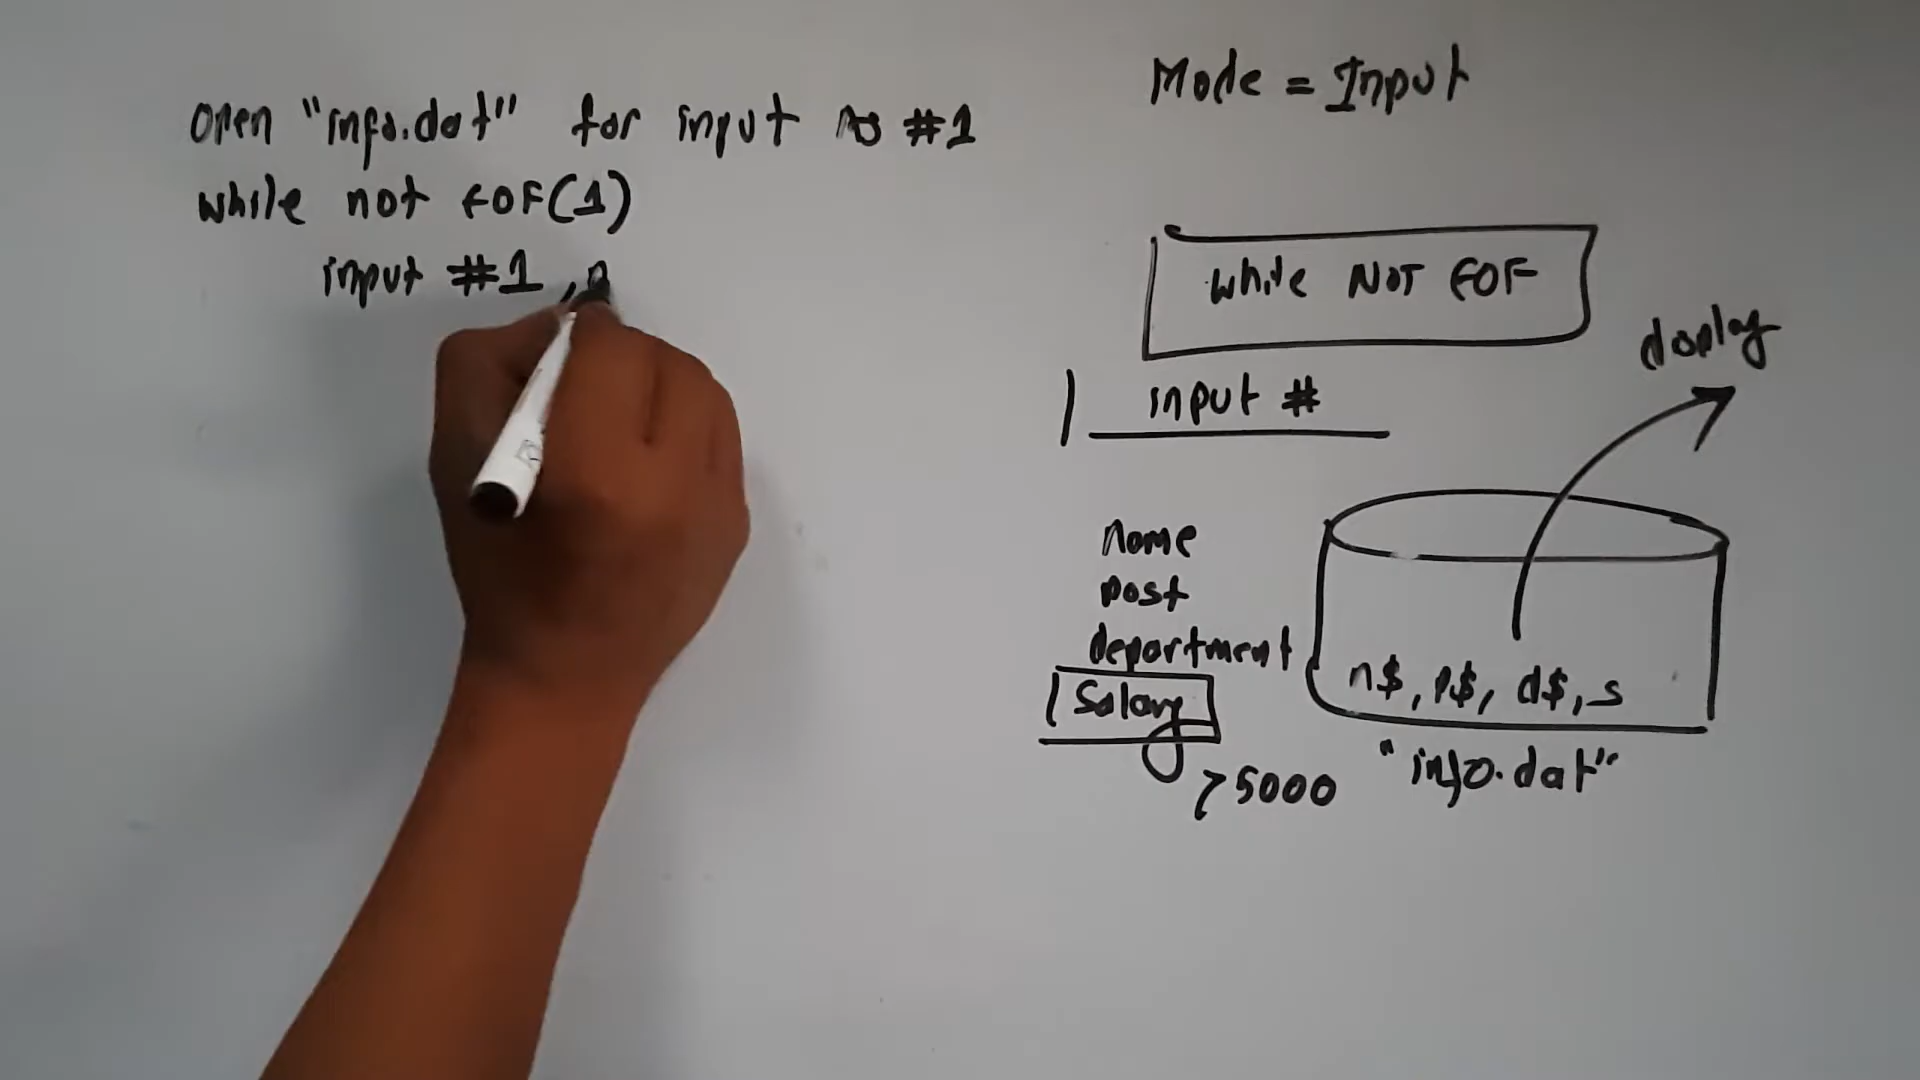 open "info.dat" for input as #1
while not EOF(1)
input #1, n
Mode = Input
While NOT EOF
input #
display
name
post
department
Salary
>5000
n$, p$, d$, s
"info.dat"